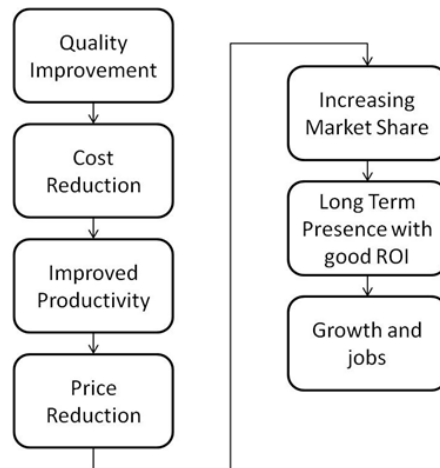 Quality
Improvement
Cost
Reduction
Improved
Productivity
Price
Reduction
Increasing
Market Share
Long Term
Presence with
good ROI
Growth and
jobs